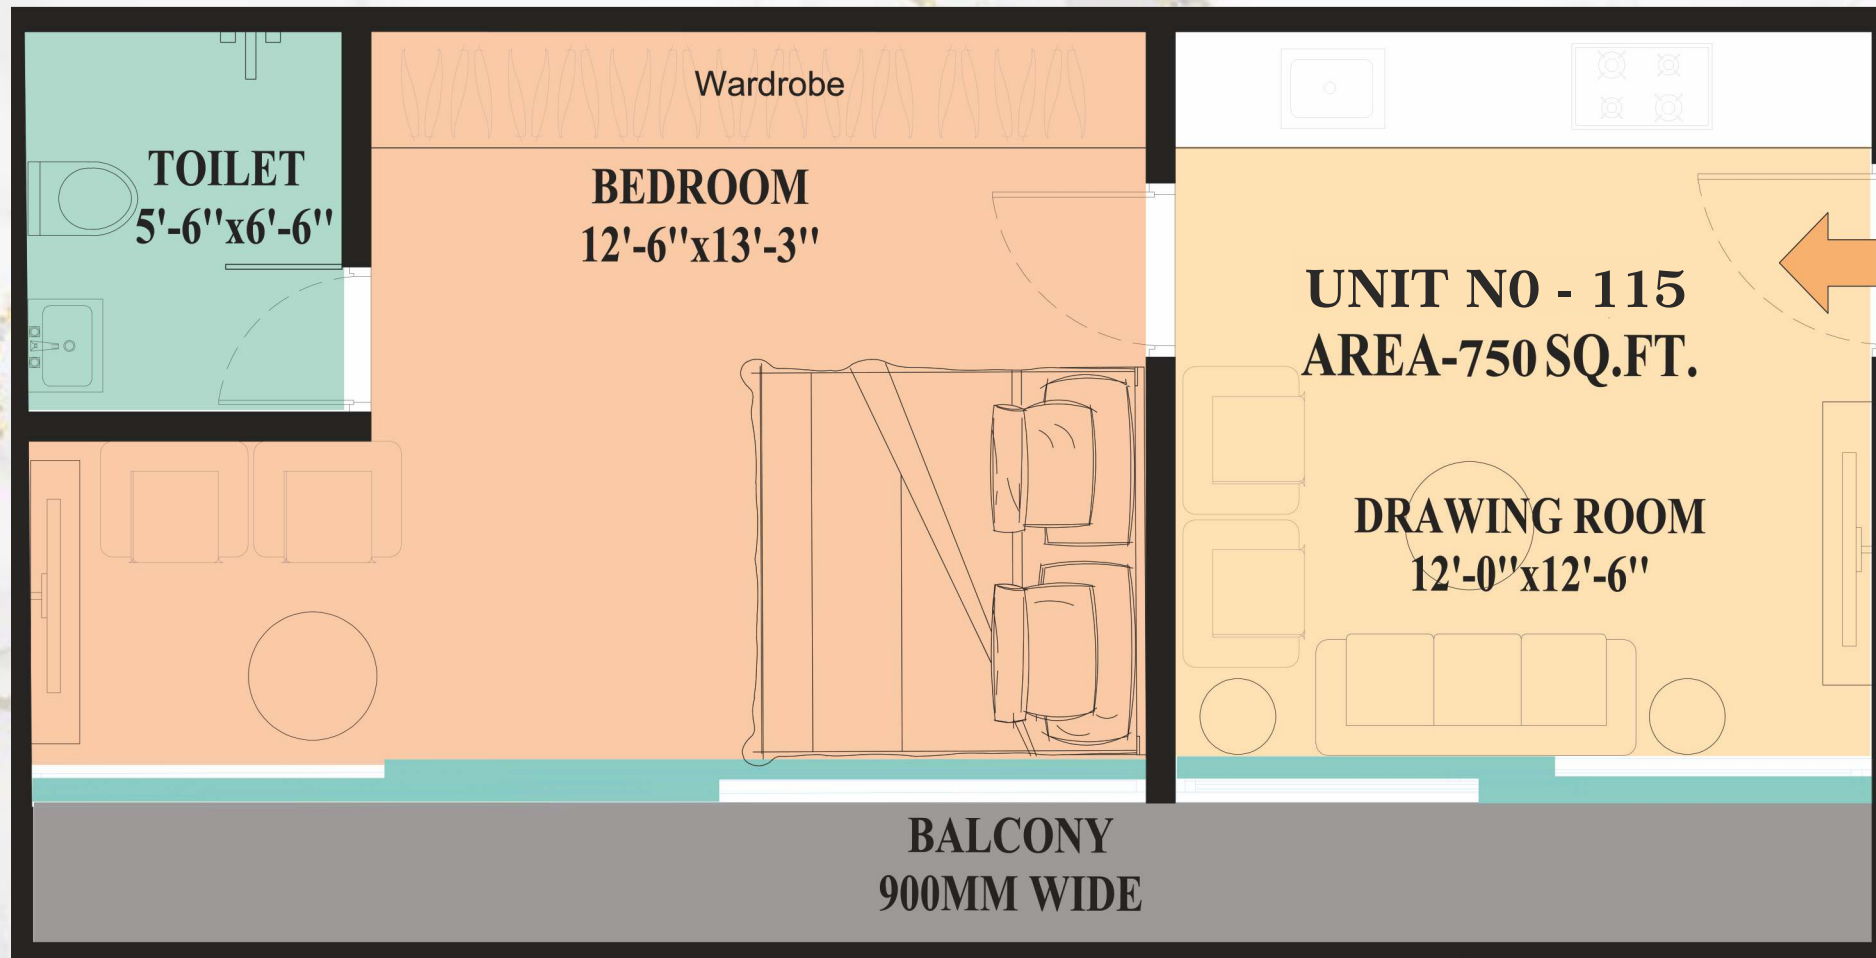 Wardrobe
TOILET
5'-6''x6'-6''
BEDROOM
12'-6''x13'-3''
UNIT N0 - 115
AREA-750 SQ.FT.
DRAWING ROOM
12'-0''x12'-6''
BALCONY
900MM WIDE